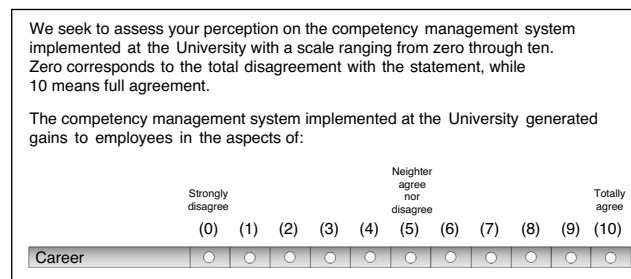 We seek to assess your perception on the competency management system
implemented at the University with a scale ranging from zero through ten.
Zero corresponds to the total disagreement with the statement, while
10 means full agreement.
The competency management system implemented at the University generated
gains to employees in the aspects of:
Strongly
disagree
Neighter
agree
nor
disagree
Totally
agree
(0) (1) (2) (3) (4) (5) (6) (7) (8) (9) (10)
Career